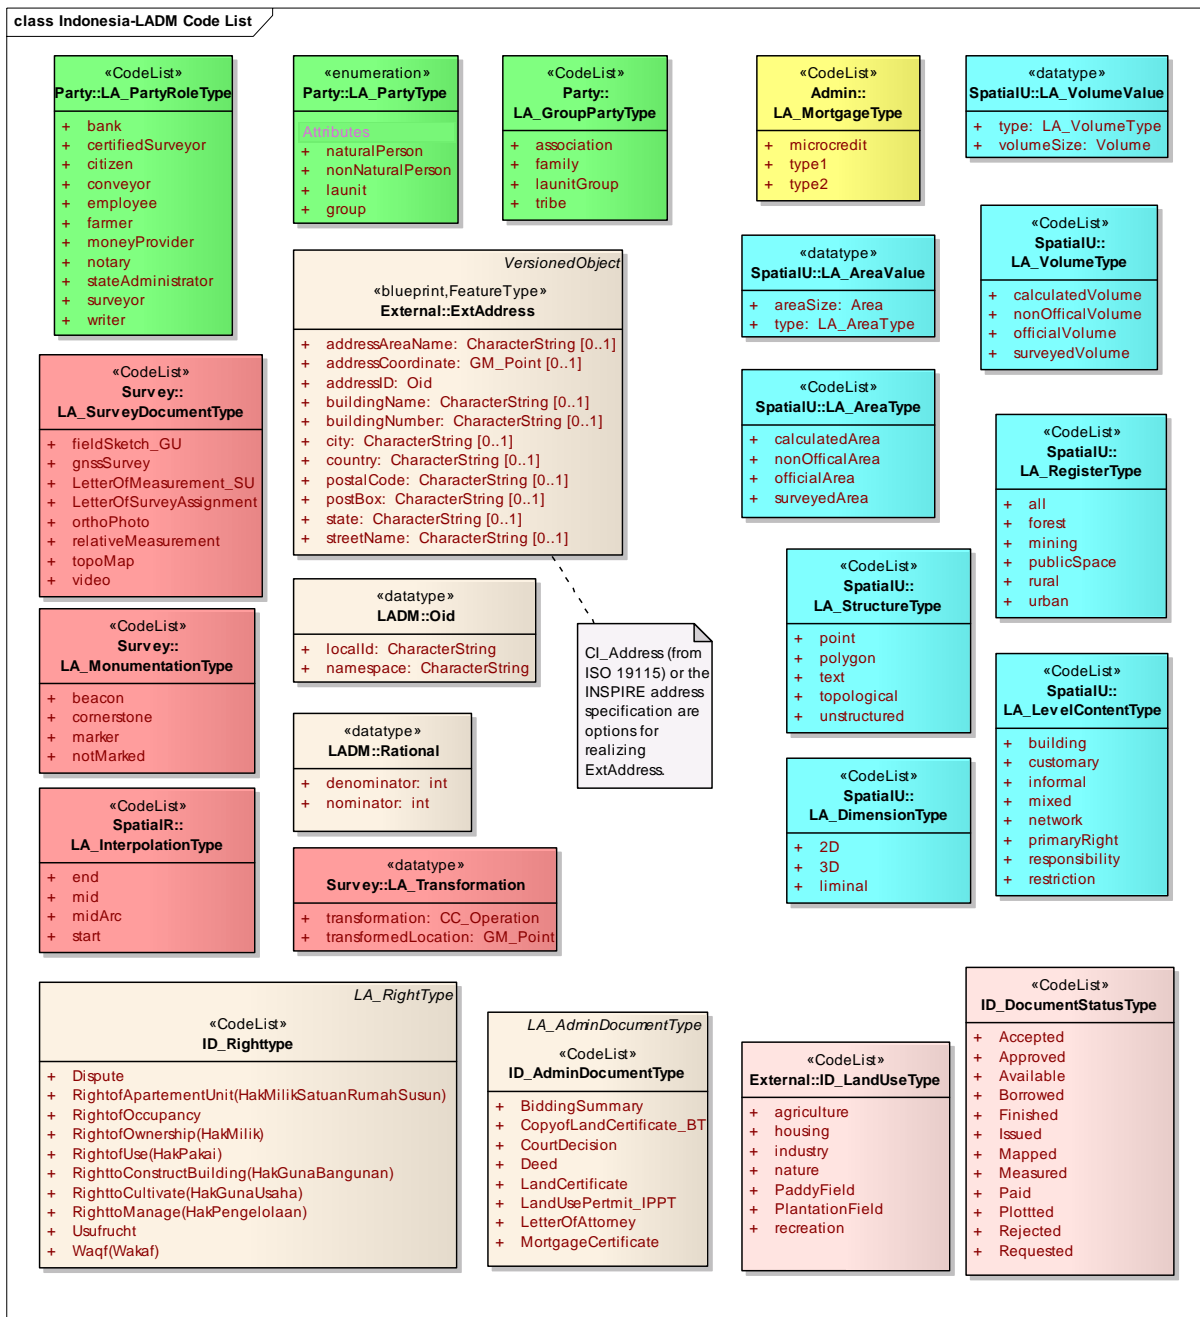 class Indonesia-LADM Code List
«CodeList»
Party::LA_PartyRoleType
+ bank
+ certifiedSurveyor
+ citizen
+ conveyor
+ employee
+ farmer
+ moneyProvider
+ notary
+ stateAdministrator
+ surveyor
+ writer
«enumeration»
Party::LA_PartyType
Attributes
+ naturalPerson
+ nonNaturalPerson
+ launit
+ group
«CodeList»
Party::
LA_GroupPartyType
+ association
+ family
+ launitGroup
+ tribe
«CodeList»
Admin::
LA_MortgageType
+ microcredit
+ type1
+ type2
«datatype»
SpatialU::LA_VolumeValue
+ type: LA_VolumeType
+ volumeSize: Volume
«CodeList»
SpatialU::
LA_VolumeType
+ calculatedVolume
+ nonOfficalVolume
+ officialVolume
+ surveyedVolume
«datatype»
SpatialU::LA_AreaValue
+ areaSize: Area
+ type: LA_AreaType
VersionedObject
«blueprint,FeatureType»
External::ExtAddress
+ addressAreaName: CharacterString [0..1]
+ addressCoordinate: GM_Point [0..1]
+ addressID: Oid
+ buildingName: CharacterString [0..1]
+ buildingNumber: CharacterString [0..1]
+ city: CharacterString [0..1]
+ country: CharacterString [0..1]
+ postalCode: CharacterString [0..1]
+ postBox: CharacterString [0..1]
+ state: CharacterString [0..1]
+ streetName: CharacterString [0..1]
«CodeList»
Survey::
LA_SurveyDocumentType
+ fieldSketch_GU
+ gnssSurvey
+ LetterOfMeasurement_SU
+ LetterOfSurveyAssignment
+ orthoPhoto
+ relativeMeasurement
+ topoMap
+ video
«CodeList»
SpatialU::LA_AreaType
+ calculatedArea
+ nonOfficalArea
+ officialArea
+ surveyedArea
«CodeList»
SpatialU::
LA_RegisterType
+ all
+ forest
+ mining
+ publicSpace
+ rural
+ urban
«CodeList»
SpatialU::
LA_StructureType
+ point
+ polygon
+ text
+ topological
+ unstructured
«datatype»
LADM::Oid
+ localId: CharacterString
+ namespace: CharacterString
CI_Address (from
ISO 19115) or the
INSPIRE address
specification are
options for
realizing
ExtAddress.
«CodeList»
Survey::
LA_MonumentationType
+ beacon
+ cornerstone
+ marker
+ notMarked
«CodeList»
SpatialU::
LA_LevelContentType
+ building
+ customary
+ informal
+ mixed
+ network
+ primaryRight
+ responsibility
+ restriction
«datatype»
LADM::Rational
+ denominator: int
+ nominator: int
«CodeList»
SpatialU::
LA_DimensionType
+ 2D
+ 3D
+ liminal
«CodeList»
SpatialR::
LA_InterpolationType
+ end
+ mid
+ midArc
+ start
«datatype»
Survey::LA_Transformation
+ transformation: CC_Operation
+ transformedLocation: GM_Point
LA_RightType
«CodeList»
ID_Righttype
+ Dispute
+ RightofApartementUnit(HakMilikSatuanRumahSusun)
+ RightofOccupancy
+ RightofOwnership(HakMilik)
+ RightofUse(HakPakai)
+ RighttoConstructBuilding(HakGunaBangunan)
+ RighttoCultivate(HakGunaUsaha)
+ RighttoManage(HakPengelolaan)
+ Usufrucht
+ Waqf(Wakaf)
LA_AdminDocumentType
«CodeList»
ID_AdminDocumentType
+ BiddingSummary
+ CopyofLandCertificate_BT
+ CourtDecision
+ Deed
+ LandCertificate
+ LandUsePertmit_IPPT
+ LetterOfAttorney
+ MortgageCertificate
«CodeList»
External::ID_LandUseType
+ agriculture
+ housing
+ industry
+ nature
+ PaddyField
+ PlantationField
+ recreation
«CodeList»
ID_DocumentStatusType
+ Accepted
+ Approved
+ Available
+ Borrowed
+ Finished
+ Issued
+ Mapped
+ Measured
+ Paid
+ Plottted
+ Rejected
+ Requested